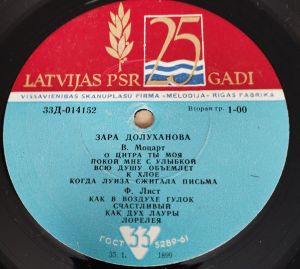 LATVIJAS PSR 25 GADI
VISSAVIENĪBAS SKAŅUPLAŠU FIRMA «MELODIJA» RĪGAS FABRIKA
33Д-014152 Вторая гр. 1-00
ЗАРА ДОЛУХАНОВА
В. Моцарт
О ЦИТРА ТЫ МОЯ
ПОКОЙ МНЕ С УЛЫБКОЙ
ВСЮ ДУШУ ОБЪЕМЛЕТ
К ХЛОЕ
КОГДА ЛУИЗА СЖИГАЛА ПИСЬМА
Ф. Лист
КАК В ВОЗДУХЕ ГУЛОК
СЧАСТЛИВЫЙ
КАК ДУХ ЛАУРЫ
ЛОРЕЛЕЯ
ГОСТ 33 5289-61
35. 1. 1899